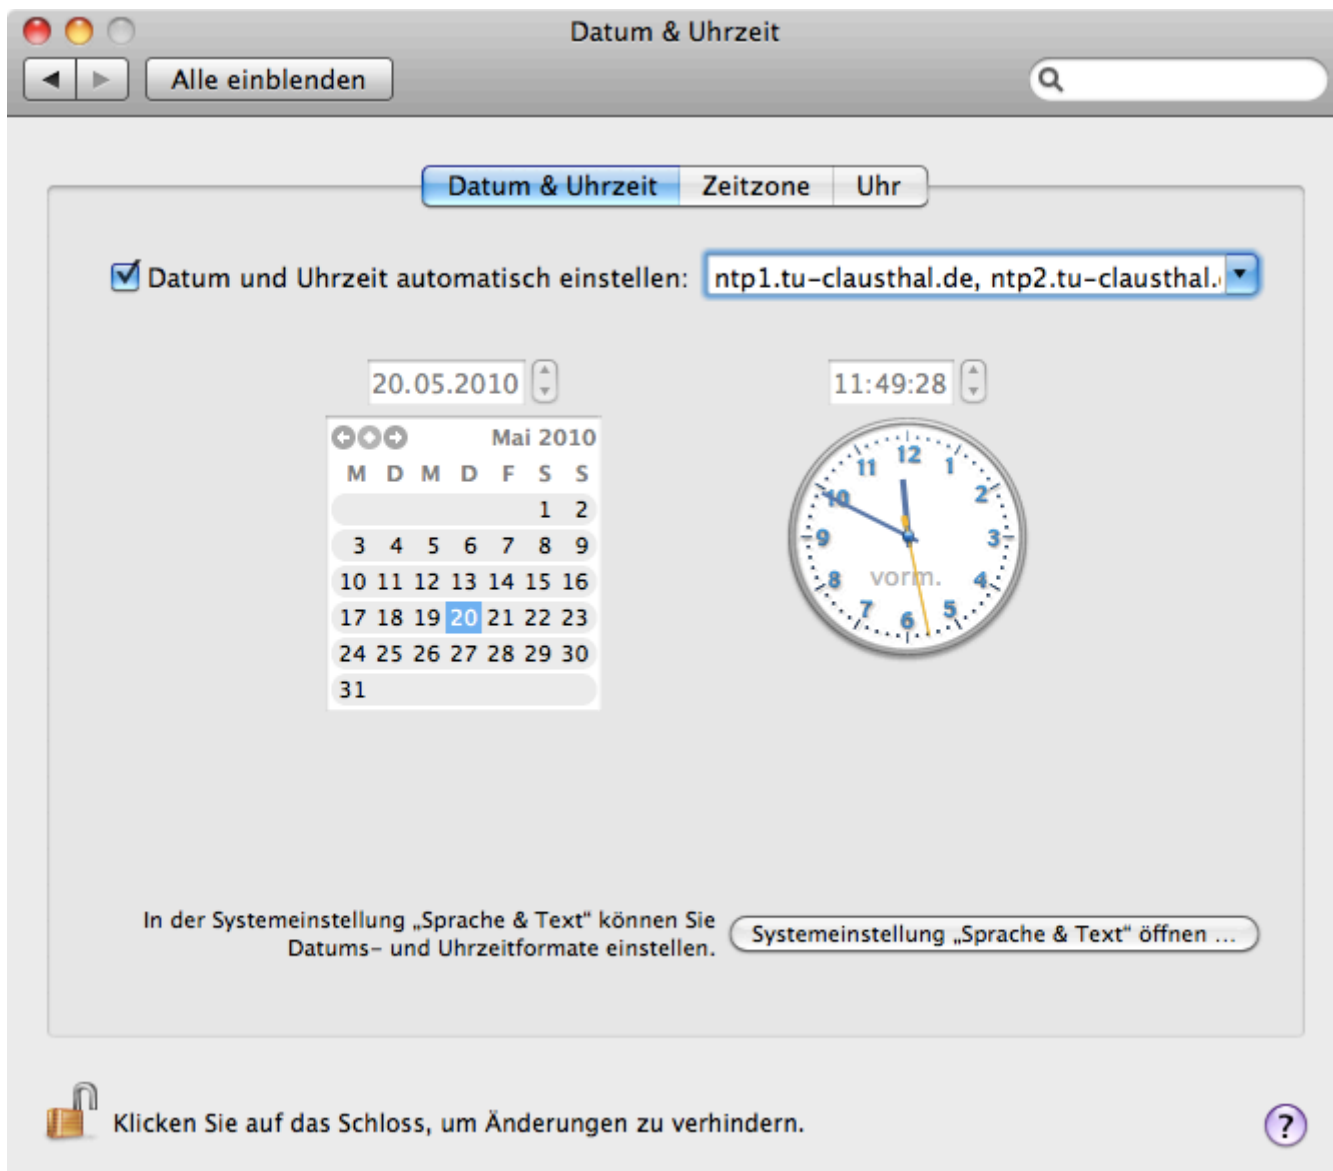 Datum & Uhrzeit
Alle einblenden
Datum & Uhrzeit Zeitzone Uhr
Datum und Uhrzeit automatisch einstellen: ntp1.tu-clausthal.de, ntp2.tu-clausthal.
20.05.2010 11:49:28
Mai 2010
M D M D F S S
1 2
3 4 5 6 7 8 9
10 11 12 13 14 15 16
17 18 19 20 21 22 23
24 25 26 27 28 29 30
31
12
11 1
10 2
9 3
vorm.
8 4
7 5
6
In der Systemeinstellung „Sprache & Text“ können Sie
Datums- und Uhrzeitformate einstellen.
Systemeinstellung „Sprache & Text“ öffnen ...
Klicken Sie auf das Schloss, um Änderungen zu verhindern.
?